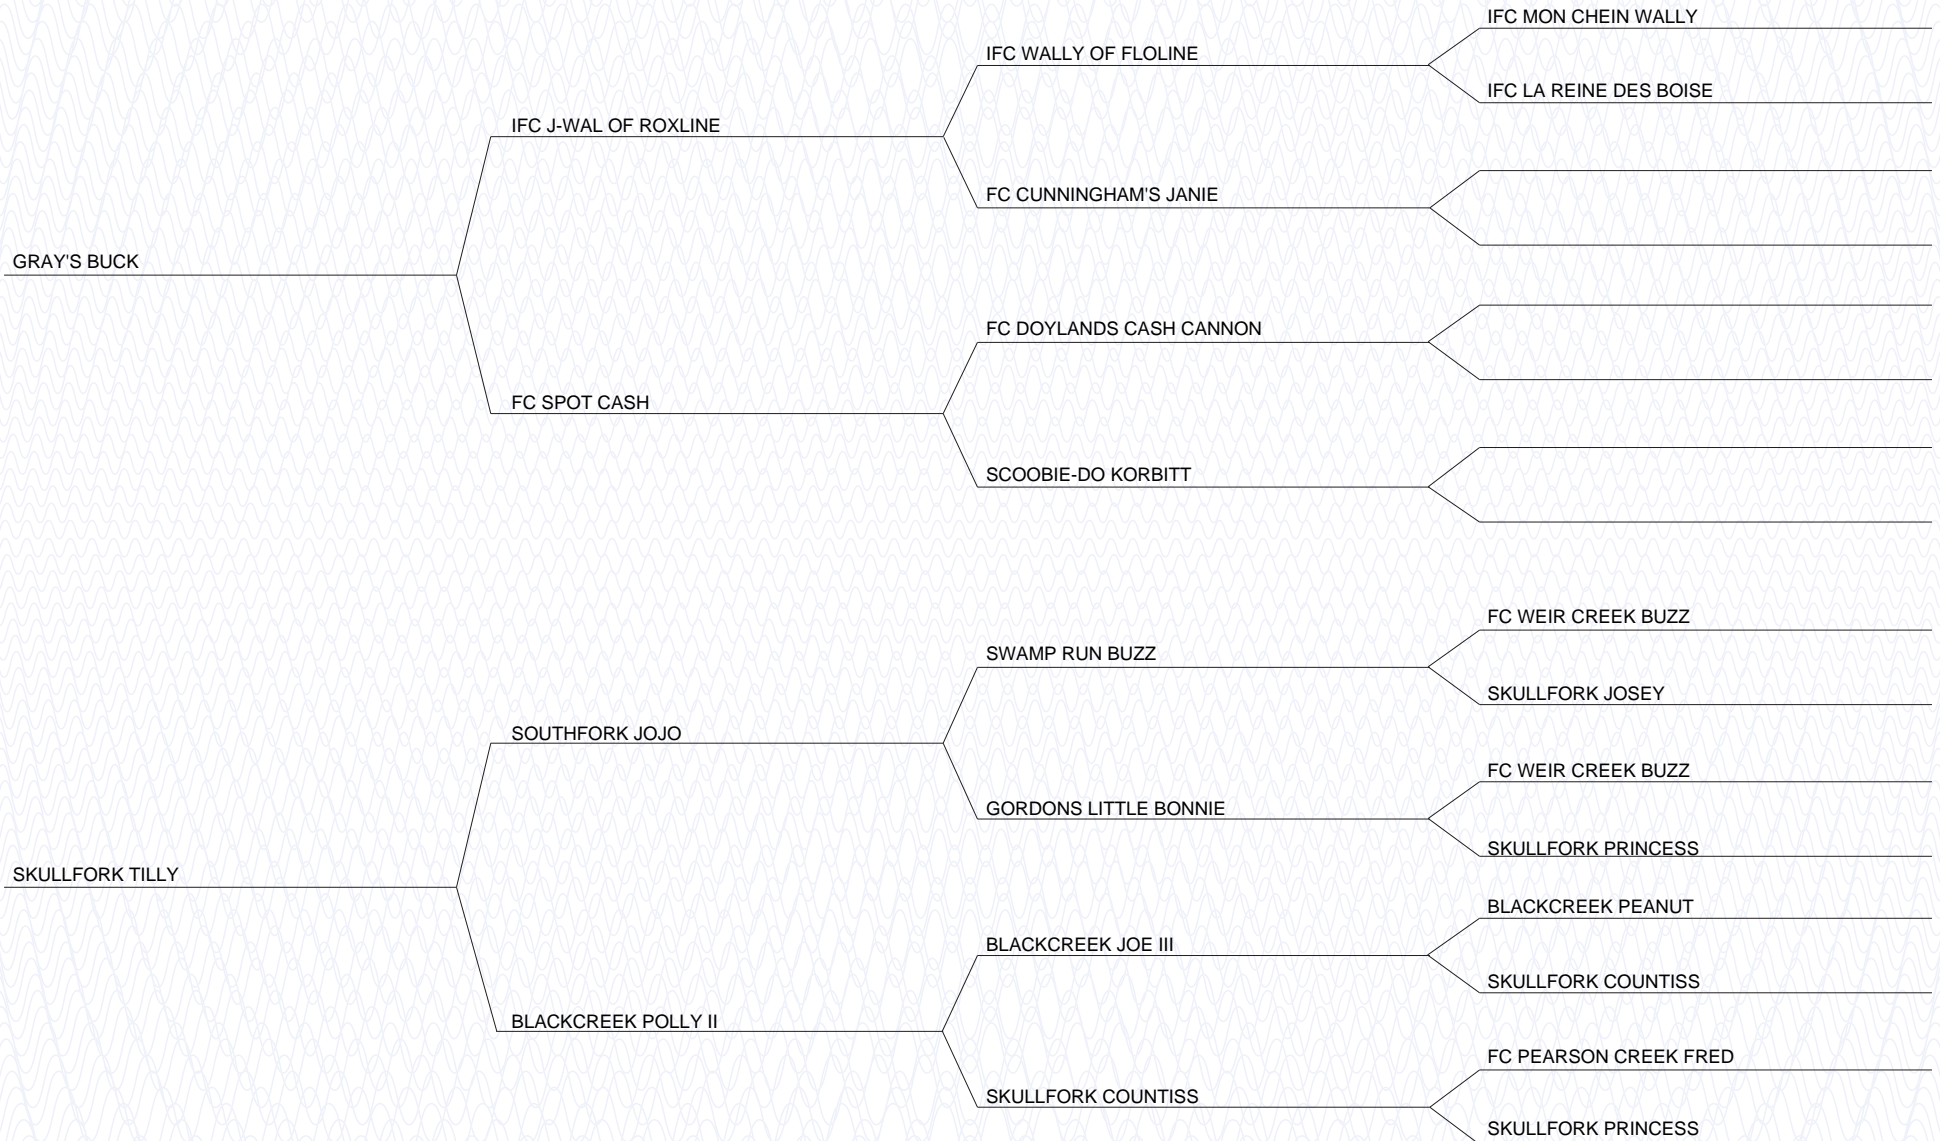 IFC MON CHEIN WALLY
IFC WALLY OF FLOLINE
IFC LA REINE DES BOISE
IFC J-WAL OF ROXLINE
FC CUNNINGHAM'S JANIE
GRAY'S BUCK
FC DOYLANDS CASH CANNON
FC SPOT CASH
SCOOBIE-DO KORBITT
FC WEIR CREEK BUZZ
SWAMP RUN BUZZ
SKULLFORK JOSEY
SOUTHFORK JOJO
FC WEIR CREEK BUZZ
GORDONS LITTLE BONNIE
SKULLFORK PRINCESS
SKULLFORK TILLY
BLACKCREEK PEANUT
BLACKCREEK JOE III
SKULLFORK COUNTISS
BLACKCREEK POLLY II
FC PEARSON CREEK FRED
SKULLFORK COUNTISS
SKULLFORK PRINCESS